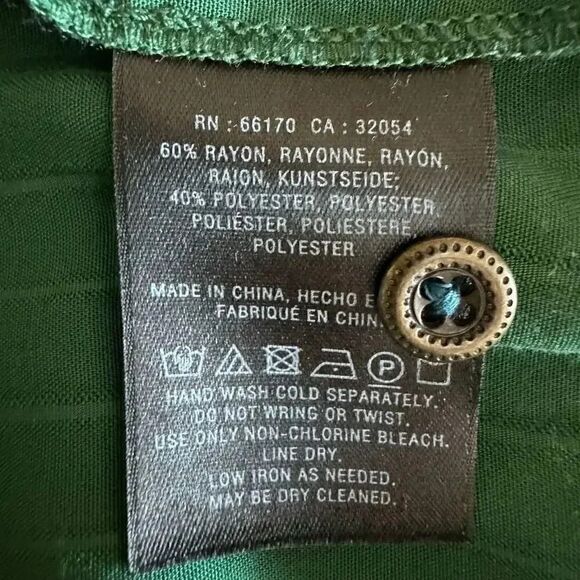 RN : 66170 CA : 32054
60% RAYON, RAYONNE, RAYÓN,
RAION, KUNSTSEIDE;
40% POLYESTER, POLYESTER,
POLIÉSTER, POLIESTERE,
POLYESTER
MADE IN CHINA, HECHO
FABRIQUÉ EN CHIN
P
HAND WASH COLD SEPARATELY.
DO NOT WRING OR TWIST.
USE ONLY NON-CHLORINE BLEACH.
LINE DRY.
LOW IRON AS NEEDED.
MAY BE DRY CLEANED.